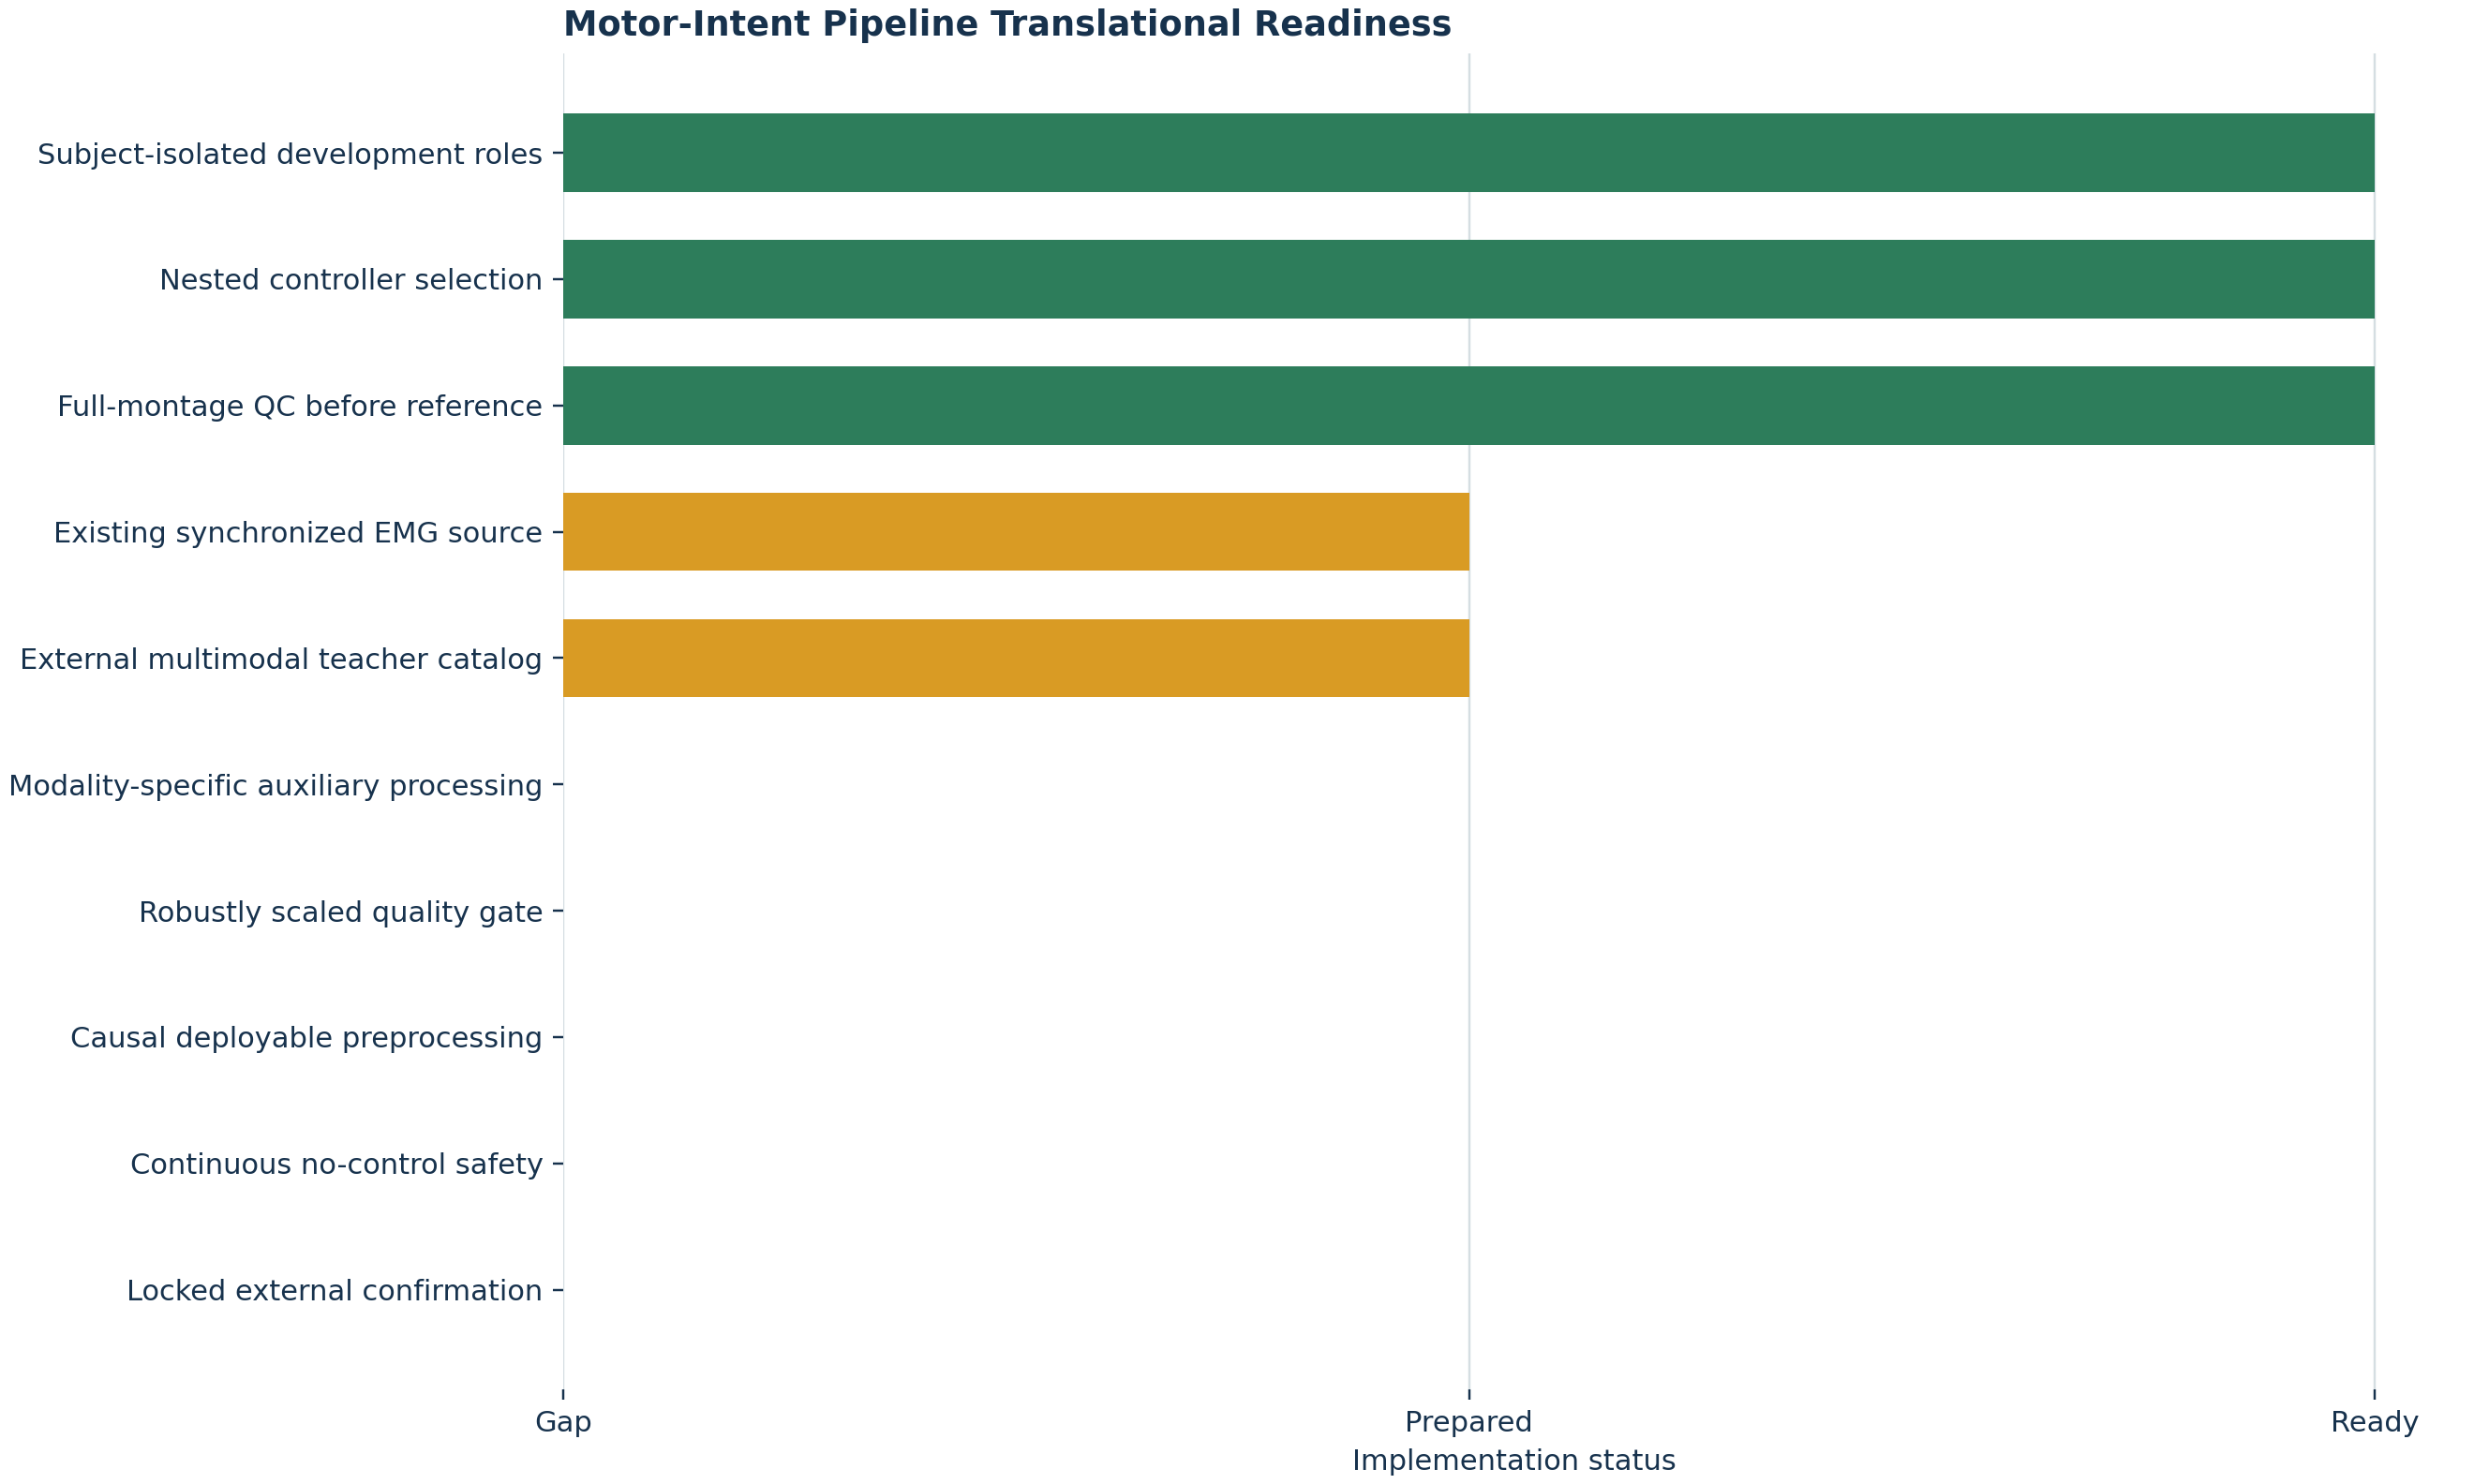 Motor-Intent Pipeline Translational Readiness
Subject-isolated development roles
Nested controller selection
Full-montage QC before reference
Existing synchronized EMG source
External multimodal teacher catalog
Modality-specific auxiliary processing
Robustly scaled quality gate
Causal deployable preprocessing
Continuous no-control safety
Locked external confirmation
Gap
Prepared
Ready
Implementation status